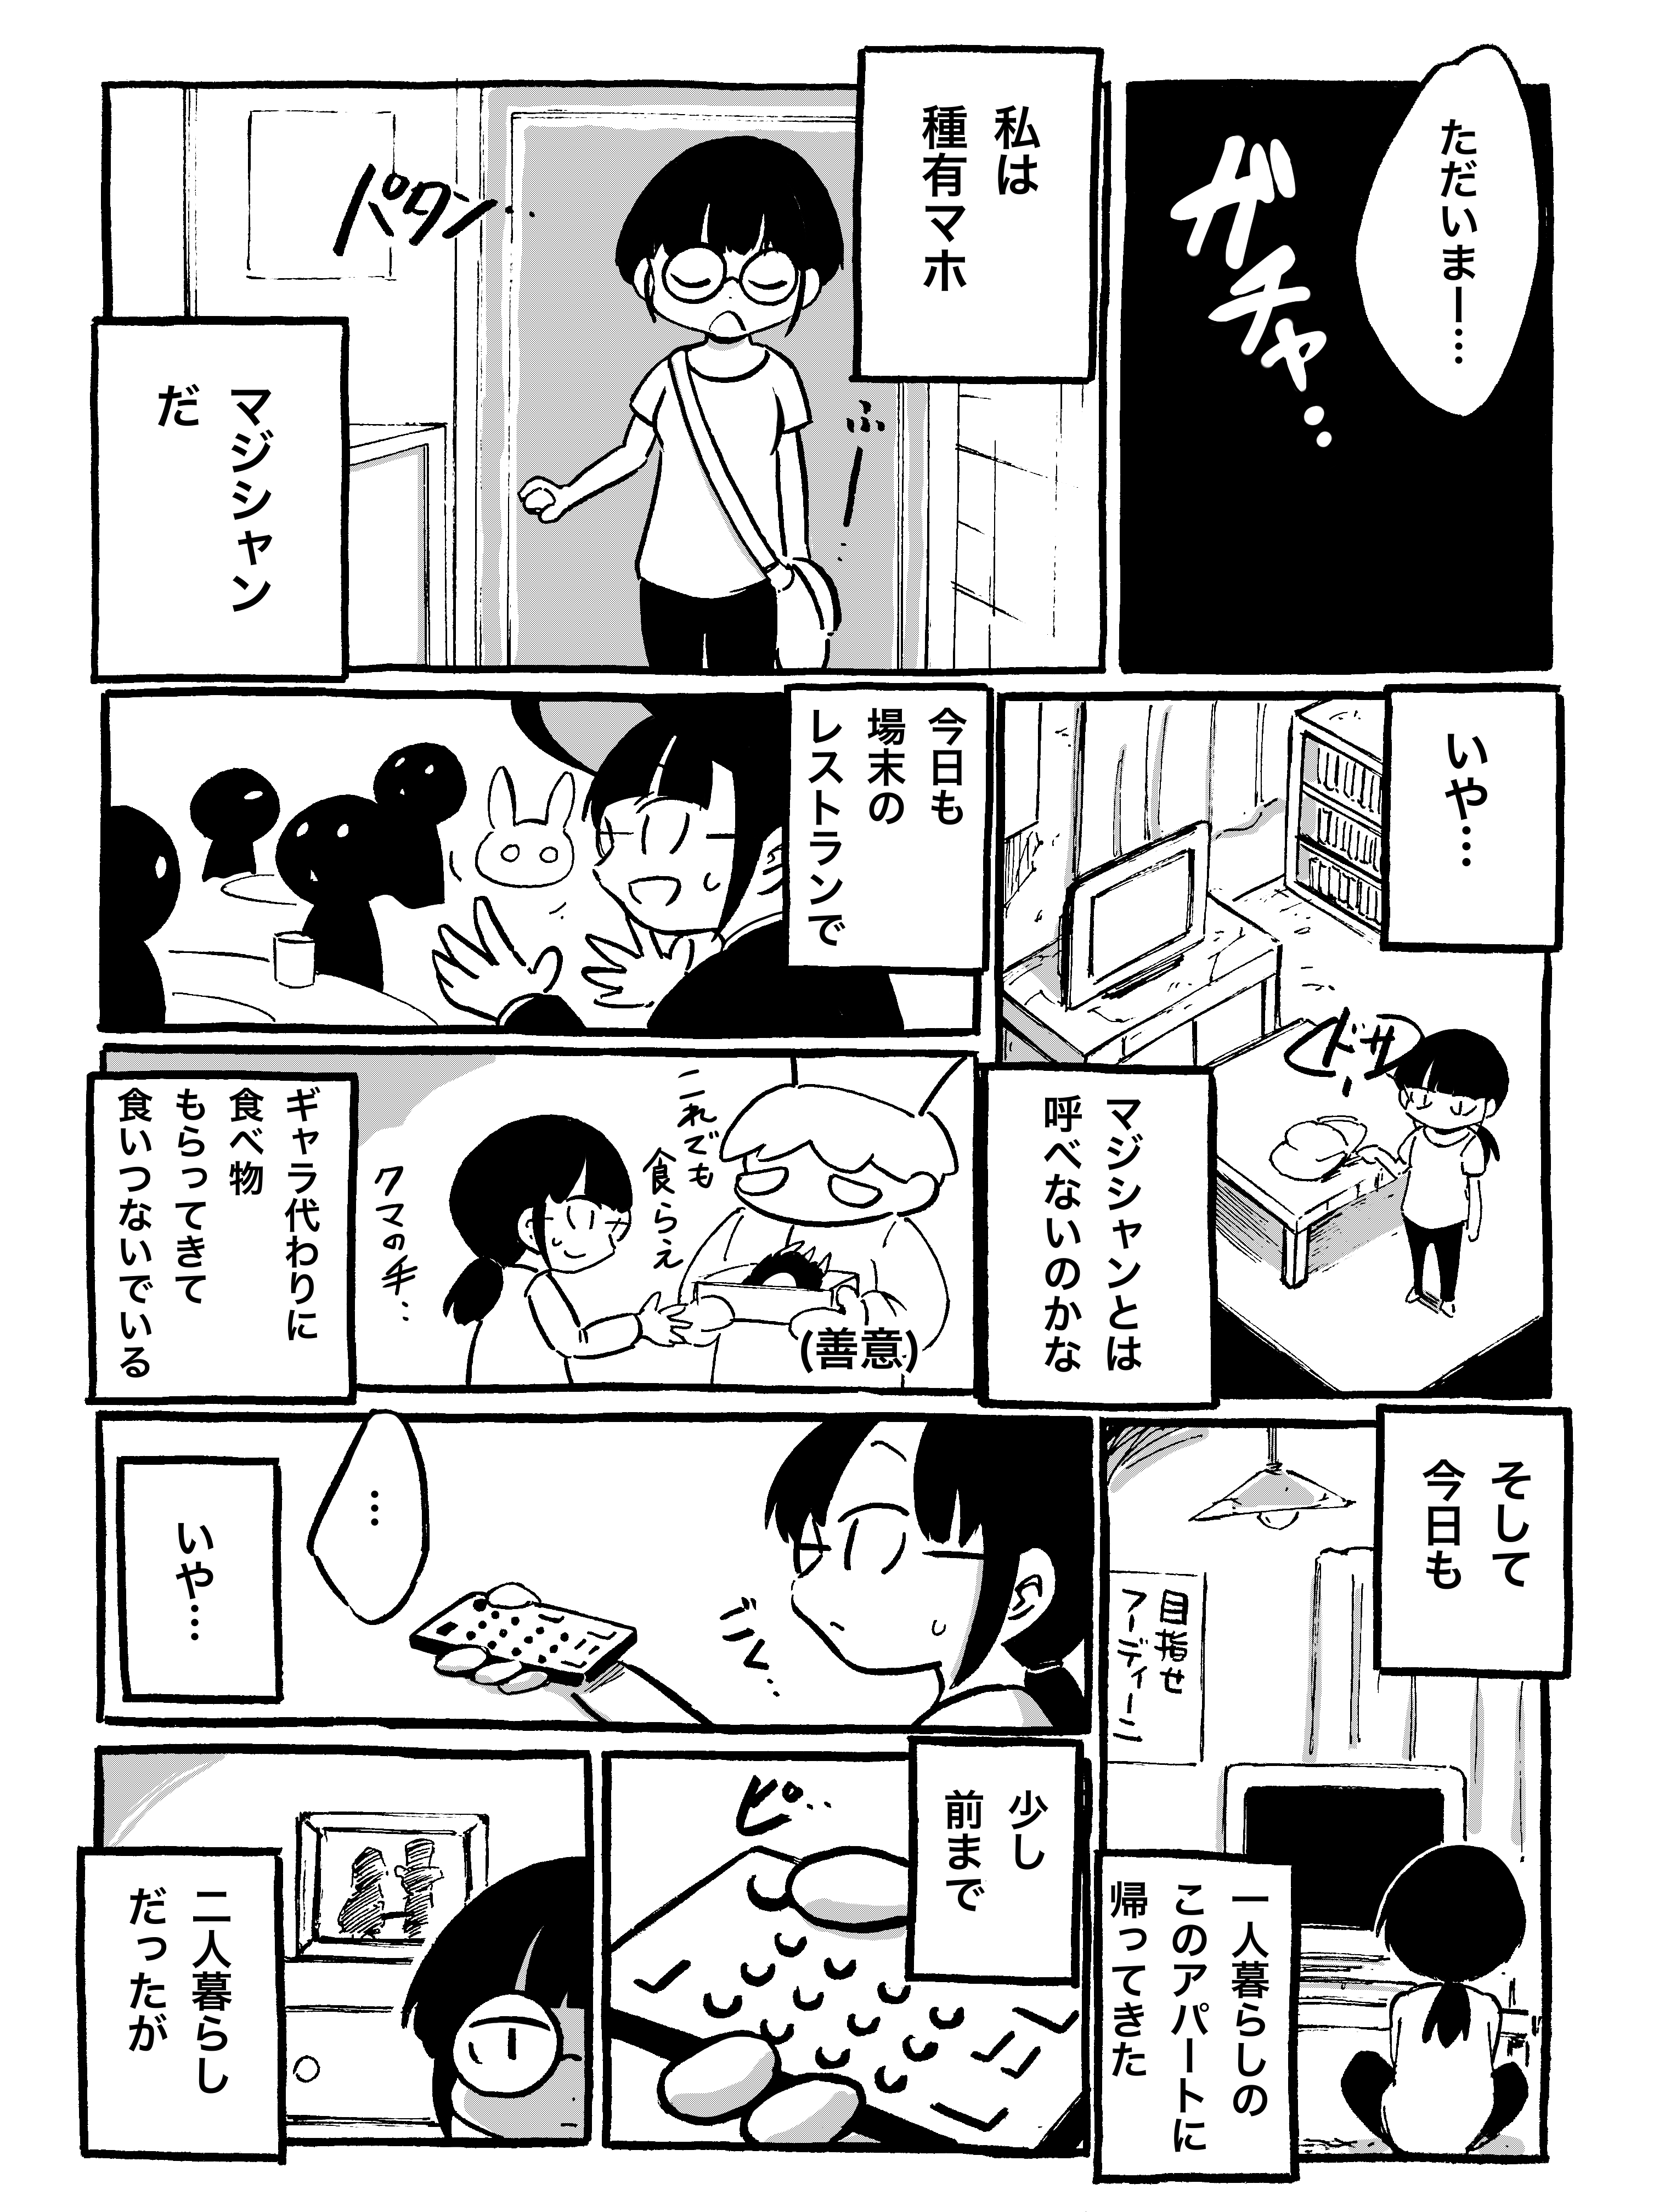 ただいまー…
ガチャ…
私は
種有マホ
パタン…
ふーー…
マジシャン
だ
いや…
ドサッ
マジシャンとは
呼べないのかな
今日も
場末の
レストランで
これでも
食らえ
(善意)
クマの手…
ギャラ代わりに
食べ物
もらってきて
食いつないでいる
そして
今日も
目指せ
フーディーニ
一人暮らしの
このアパートに
帰ってきた
ごく…
…
いや…
少し
前まで
ピ…
二人暮らし
だったが